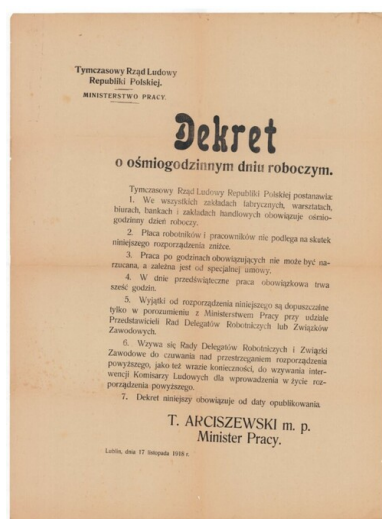 Tymczasowy Rząd Ludowy
Republiki Polskiej.
MINISTERSTWO PRACY.
Dekret
o ośmiogodzinnym dniu roboczym.
Tymczasowy Rząd Ludowy Republiki Polskiej postanawia:
1. We wszystkich zakładach fabrycznych, warsztatach,
biurach, bankach i zakładach handlowych obowiązuje ośmio-
godzinny dzień roboczy.
2. Płaca robotników i pracowników nie podlega na skutek
niniejszego rozporządzenia zniżce.
3. Praca po godzinach obowiązujących nie może być na-
rzucana, a zależna jest od specjalnej umowy.
4. W dnie przedświąteczne praca obowiązkowa trwa
sześć godzin.
5. Wyjątki od rozporządzenia niniejszego są dopuszczalne
tylko w porozumieniu z Ministerstwem Pracy przy udziale
Przedstawicieli Rad Delegatów Robotniczych lub Związków
Zawodowych.
6. Wzywa się Rady Delegatów Robotniczych i Związki
Zawodowe do czuwania nad przestrzeganiem rozporządzenia
powyższego, jako też wrazie konieczności, do wzywania inter-
wencji Komisarzy Ludowych dla wprowadzenia w życie roz-
porządzenia powyższego.
7. Dekret niniejszy obowiązuje od daty opublikowania.
T. ARCISZEWSKI m. p.
Minister Pracy.
Lublin, dnia 17 listopada 1918 r.